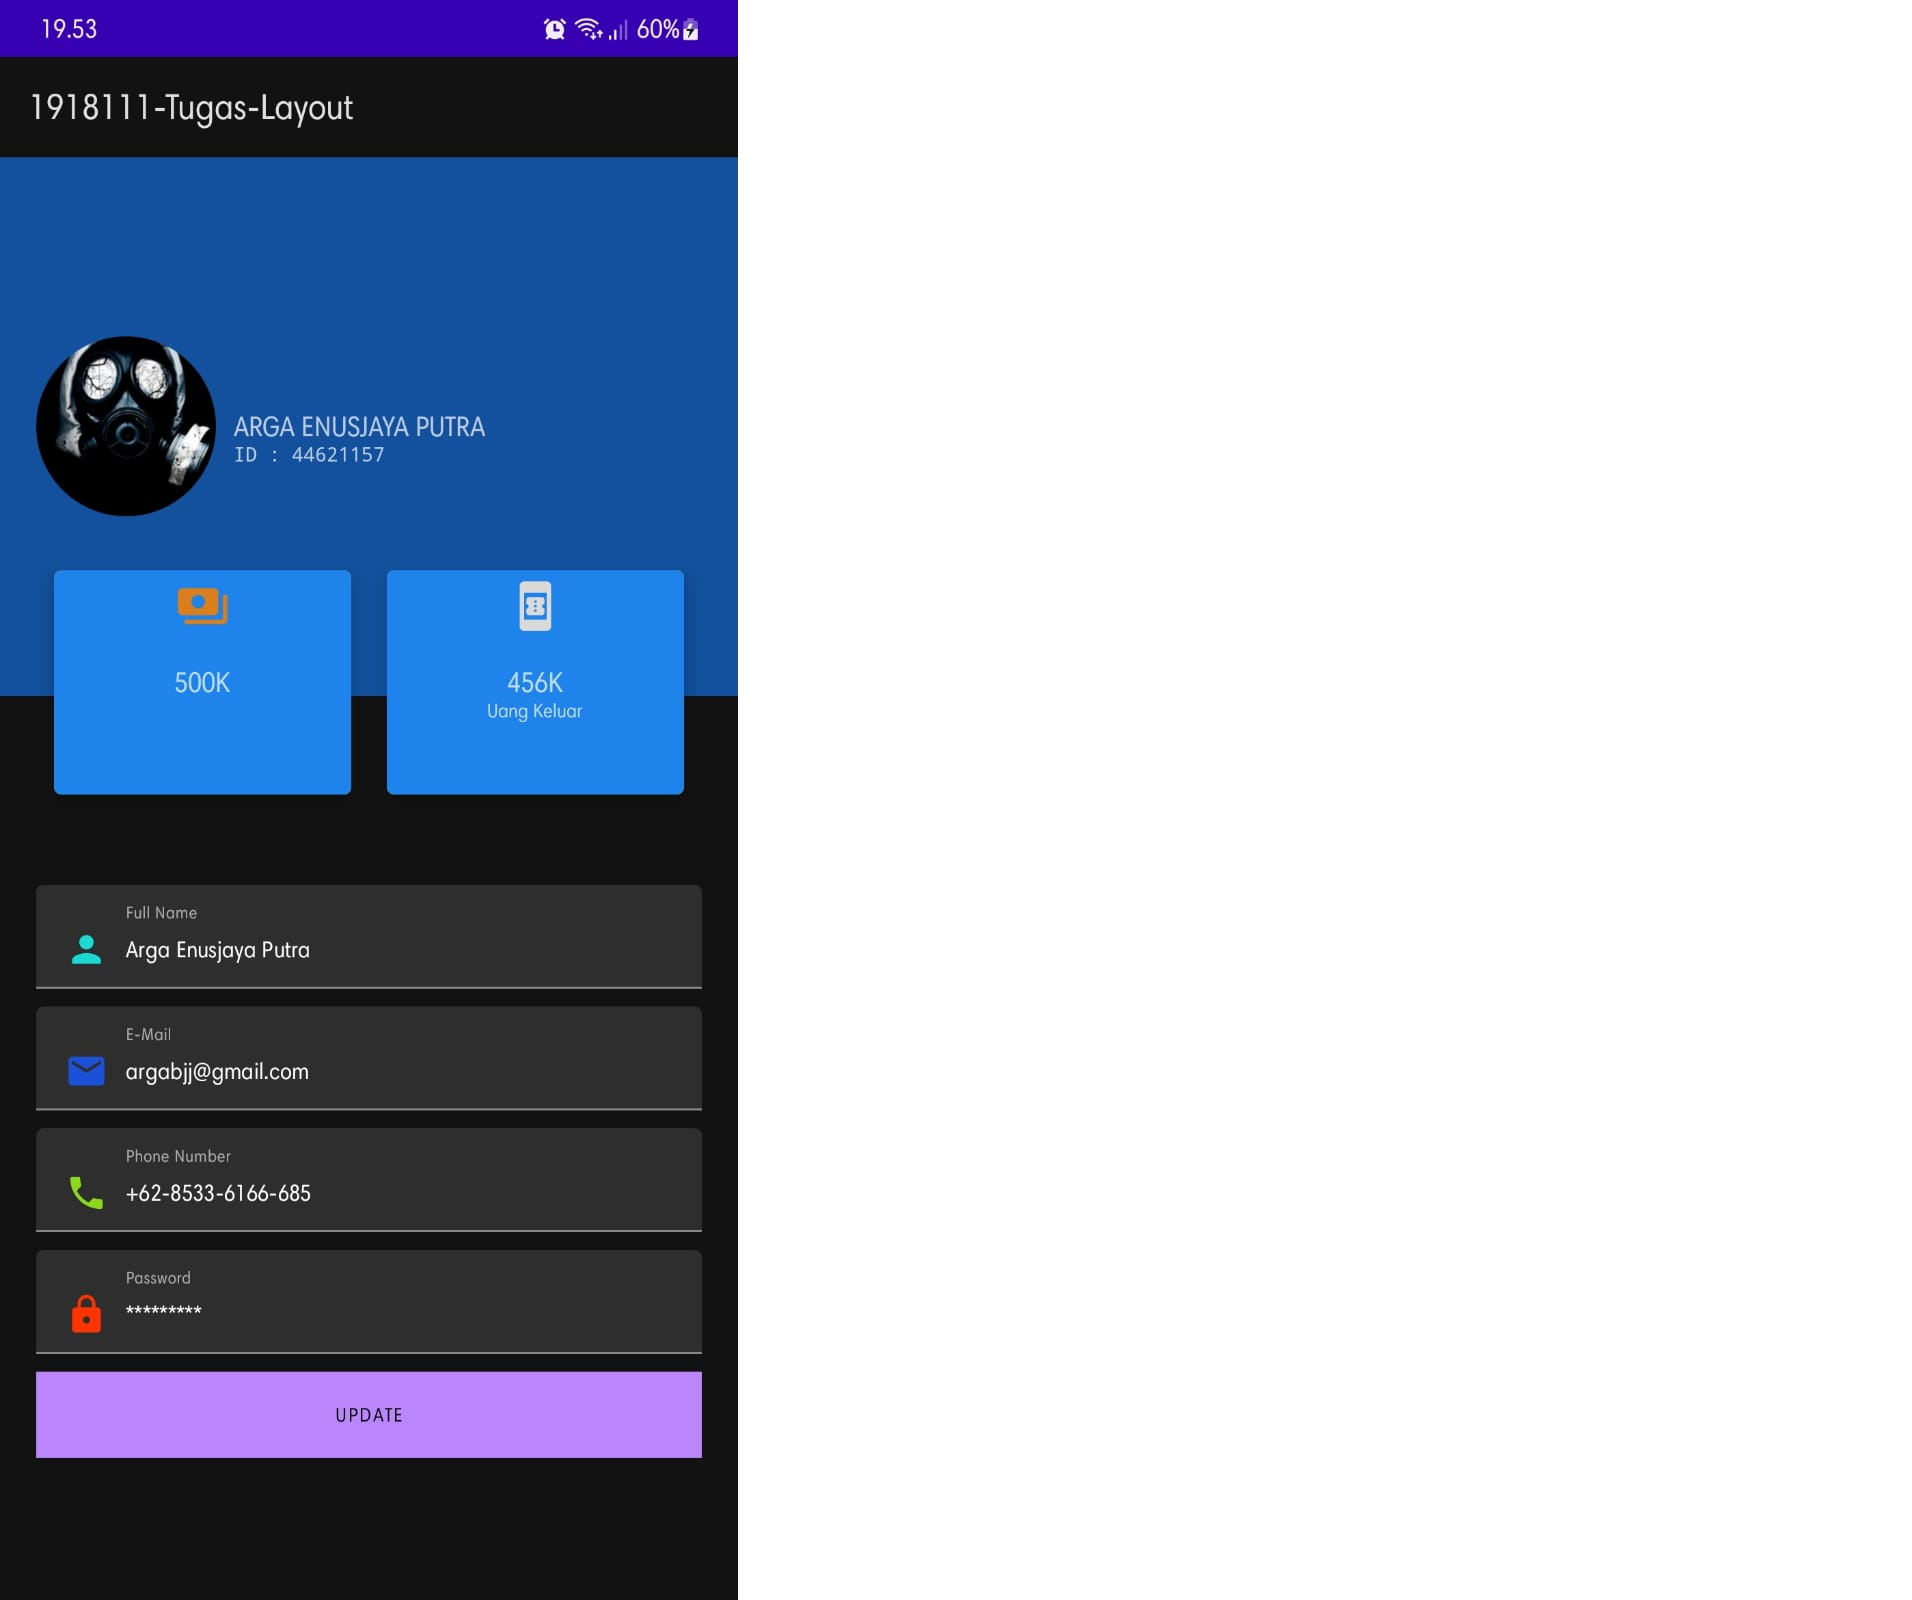 19.53
60%
1918111-Tugas-Layout
ARGA ENUSJAYA PUTRA
ID : 44621157
500K
456K
Uang Keluar
Full Name
Arga Enusjaya Putra
E-Mail
argabjj@gmail.com
Phone Number
+62-8533-6166-685
Password
*********
UPDATE